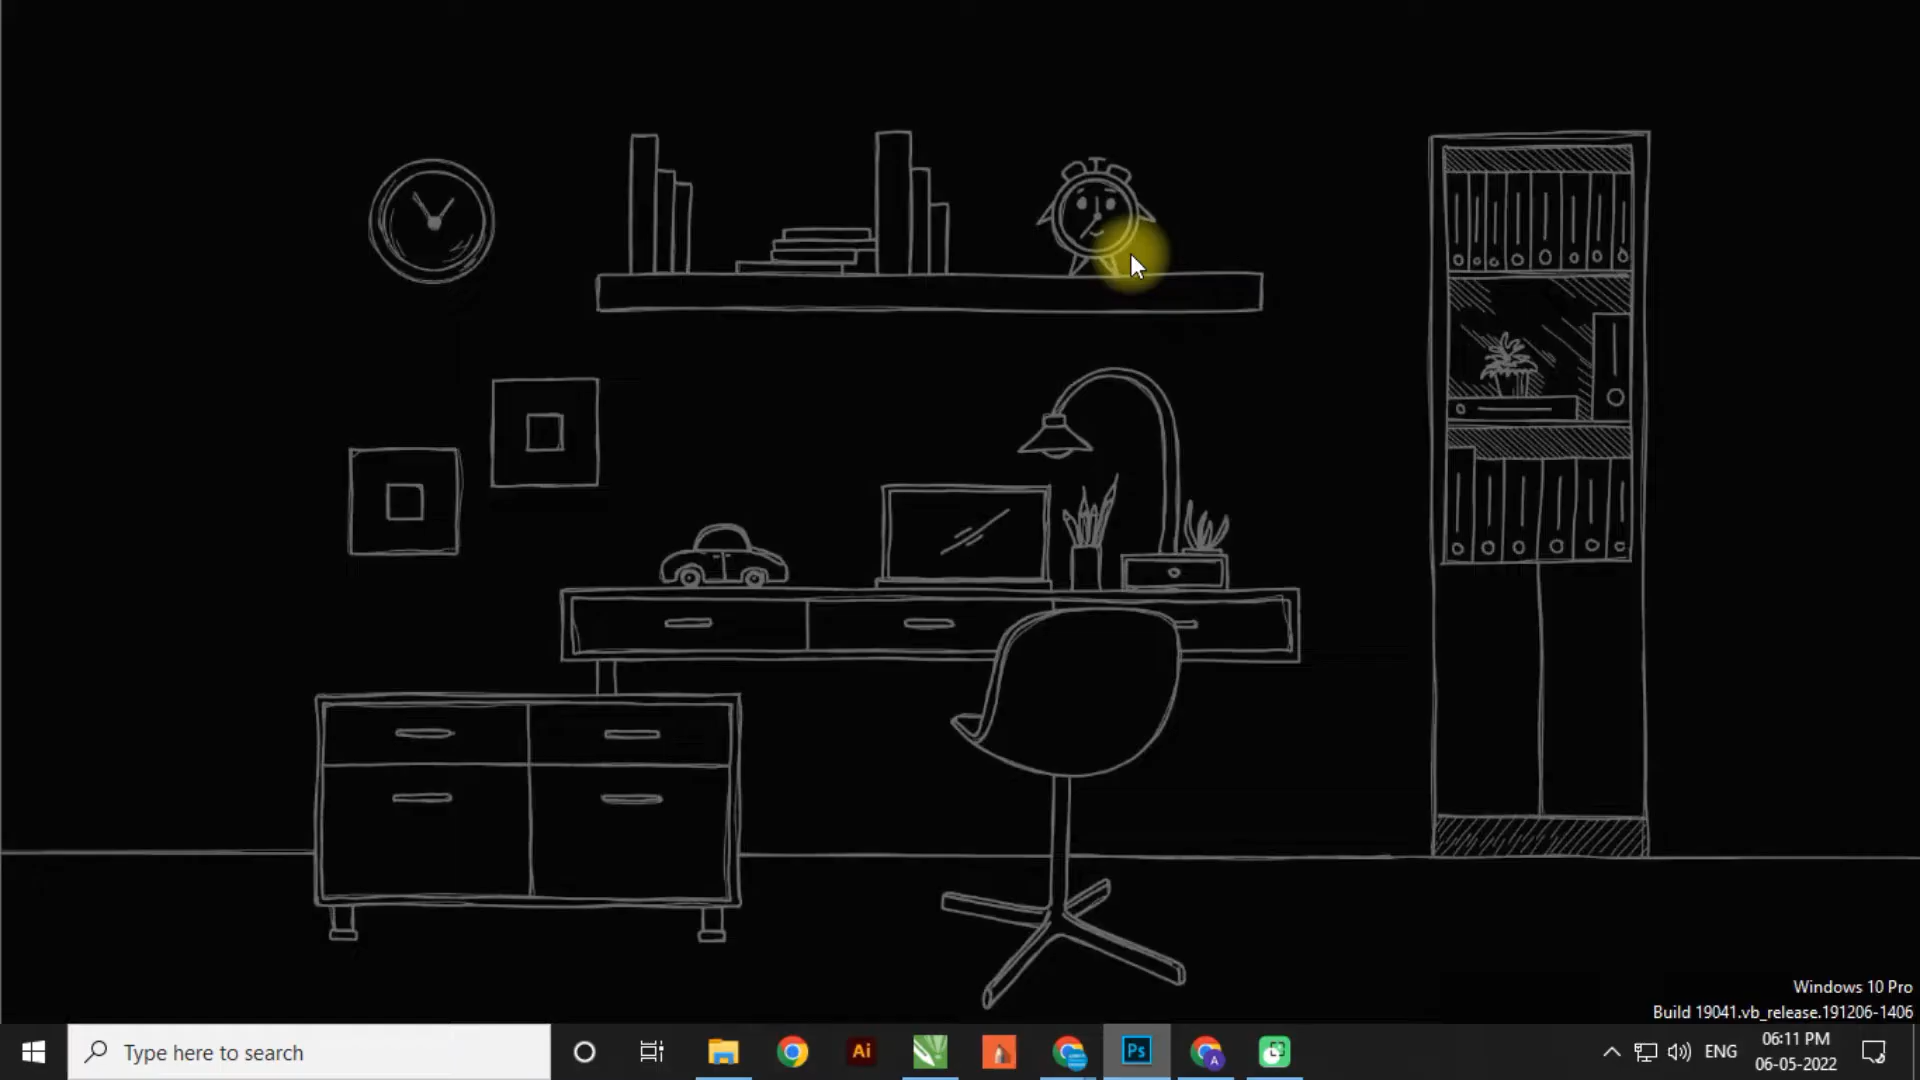 Windows 10 Pro
Build 19041.vb_release.191206-1406
Type here to search
Ai
Ps
A
ENG
06:11 PM
06-05-2022